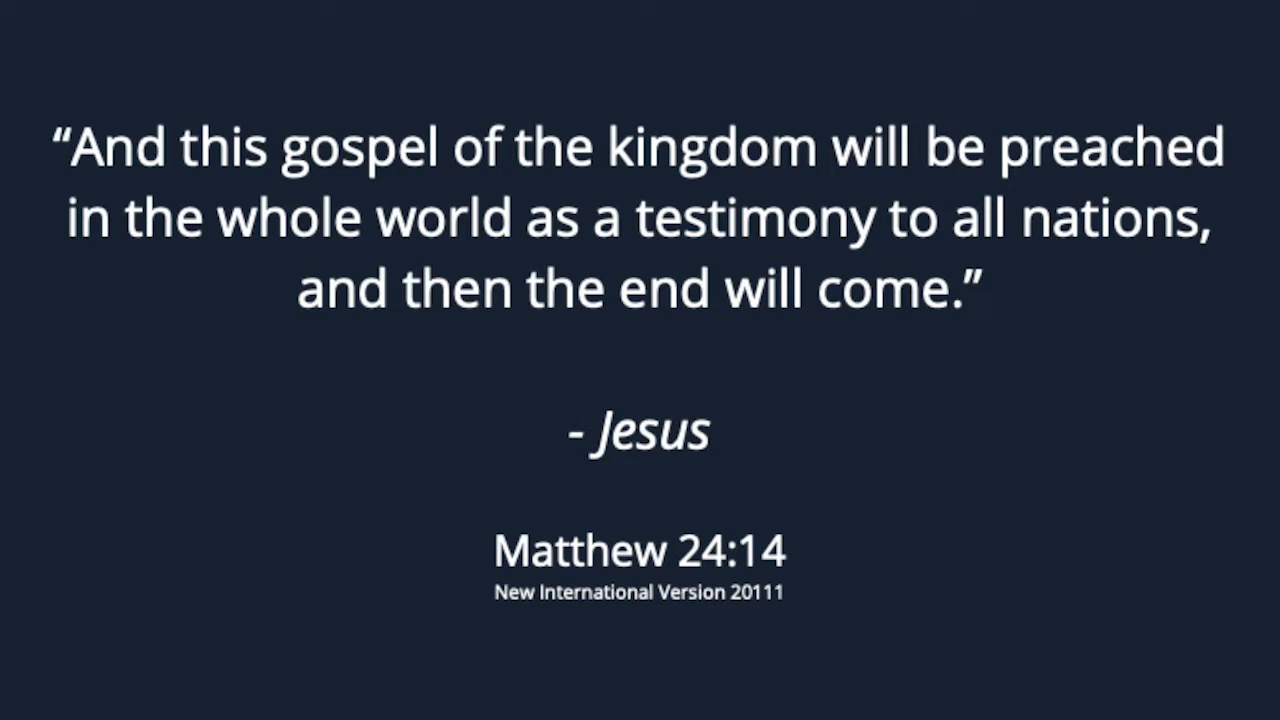 “And this gospel of the kingdom will be preached
in the whole world as a testimony to all nations,
and then the end will come.”
- Jesus
Matthew 24:14
New International Version 20111